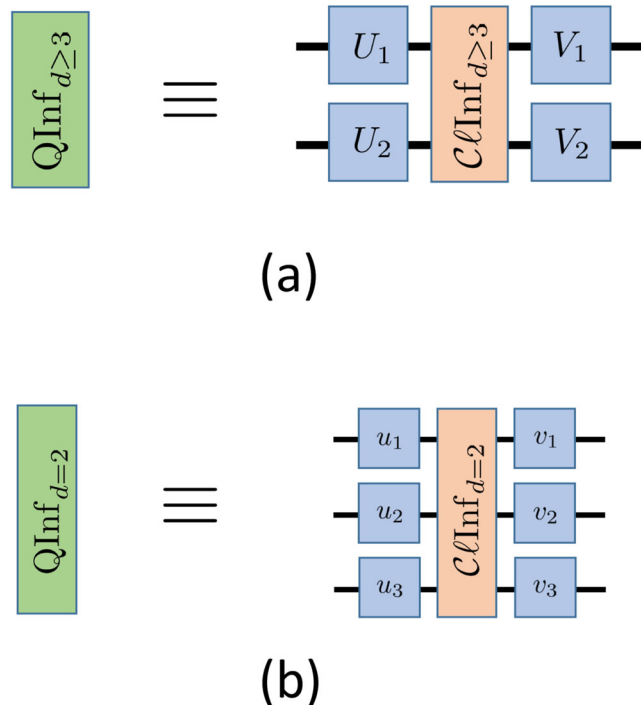 QInf_{d≥3} ≡ U_1 CℓInf_{d≥3} V_1
U_2 V_2
(a)
QInf_{d=2} ≡ u_1 CℓInf_{d=2} v_1
u_2 v_2
u_3 v_3
(b)